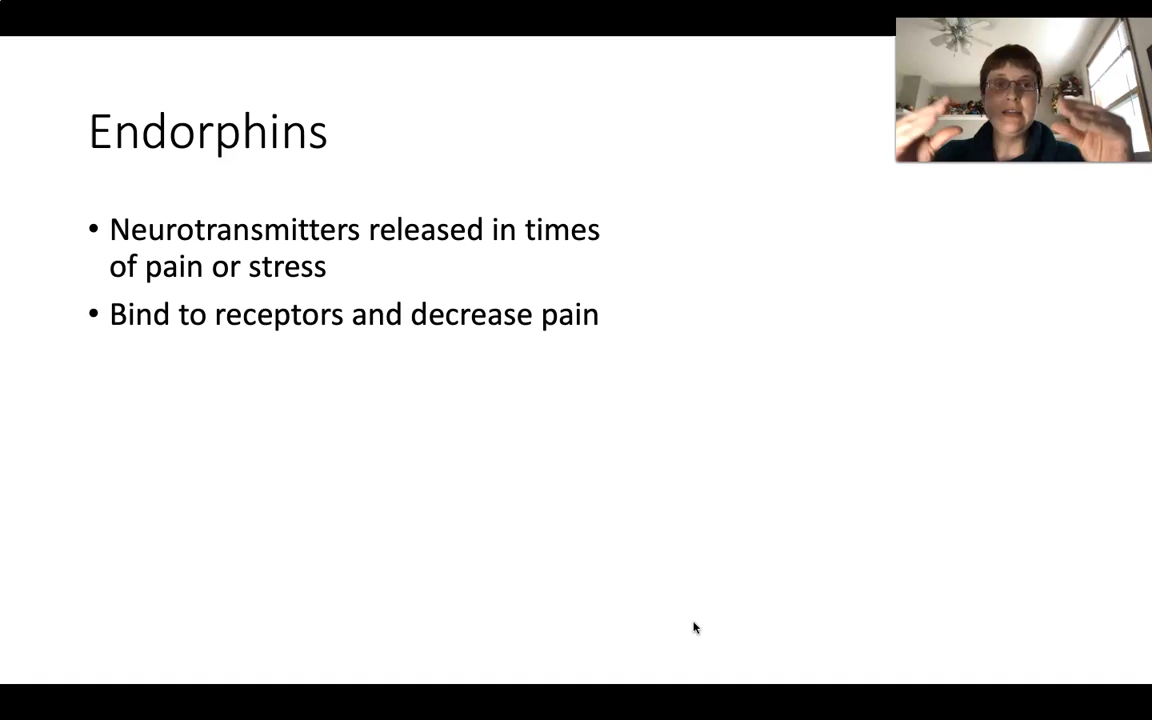 Endorphins
• Neurotransmitters released in times
of pain or stress
• Bind to receptors and decrease pain